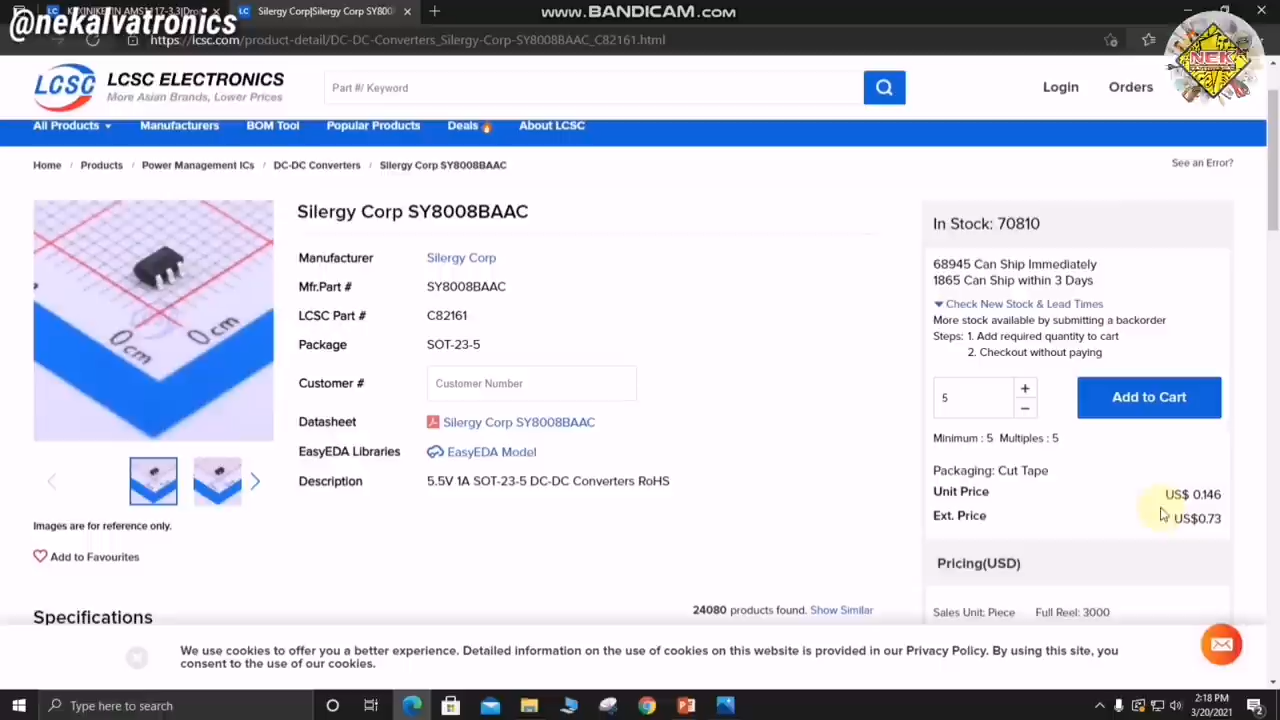 @nekalvatronics
www.BANDICAM.com
Silergy Corp|Silergy Corp SY800
https://lcsc.com/product-detail/DC-DC-Converters_Silergy-Corp-SY8008BAAC_C82161.html
NEK
LCSC
LCSC ELECTRONICS
More Asian Brands, Lower Prices
Part #/ Keyword
Login
Orders
All Products
Manufacturers
BOM Tool
Popular Products
Deals
About LCSC
Home / Products / Power Management ICs / DC-DC Converters / Silergy Corp SY8008BAAC
See an Error?
Silergy Corp SY8008BAAC
Manufacturer Silergy Corp
Mfr.Part # SY8008BAAC
LCSC Part # C82161
Package SOT-23-5
Customer # Customer Number
Datasheet Silergy Corp SY8008BAAC
EasyEDA Libraries EasyEDA Model
Description 5.5V 1A SOT-23-5 DC-DC Converters RoHS
0cm
0cm
Images are for reference only.
Add to Favourites
In Stock: 70810
68945 Can Ship Immediately
1865 Can Ship within 3 Days
Check New Stock & Lead Times
More stock available by submitting a backorder
Steps: 1. Add required quantity to cart
2. Checkout without paying
5
+
−
Add to Cart
Minimum : 5 Multiples : 5
Packaging: Cut Tape
Unit Price US$ 0.146
Ext. Price US$0.73
Pricing(USD)
Sales Unit: Piece Full Reel: 3000
Specifications
24080 products found. Show Similar
We use cookies to offer you a better experience. Detailed information on the use of cookies on this website is provided in our Privacy Policy. By using this site, you
consent to the use of our cookies.
Type here to search
2:18 PM
3/20/2021